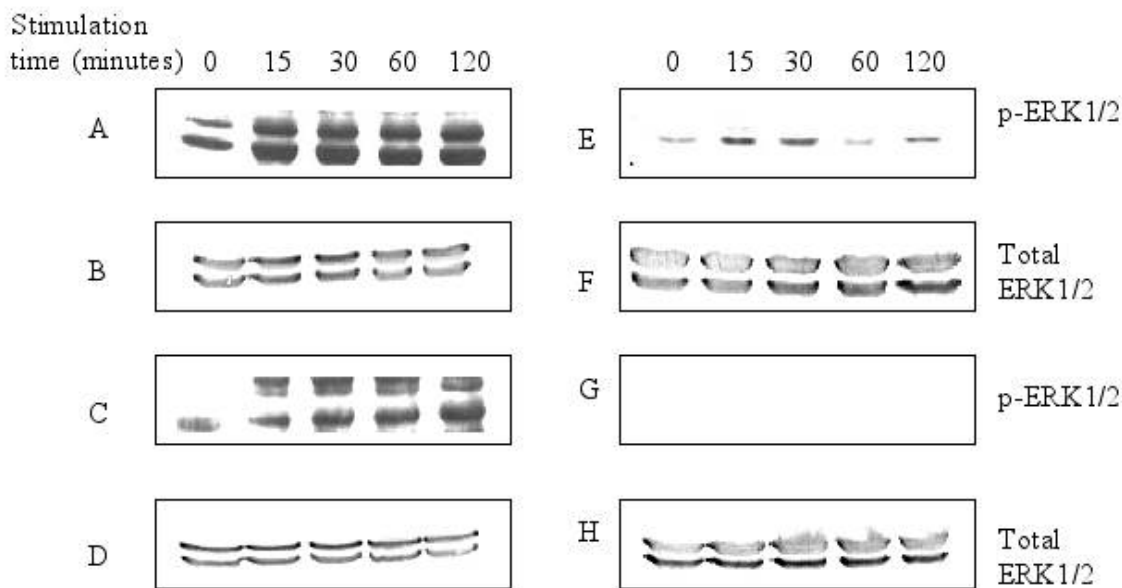 Stimulation
time (minutes) 0 15 30 60 120 0 15 30 60 120
A E p-ERK1/2
B F Total
ERK1/2
C G p-ERK1/2
D H Total
ERK1/2